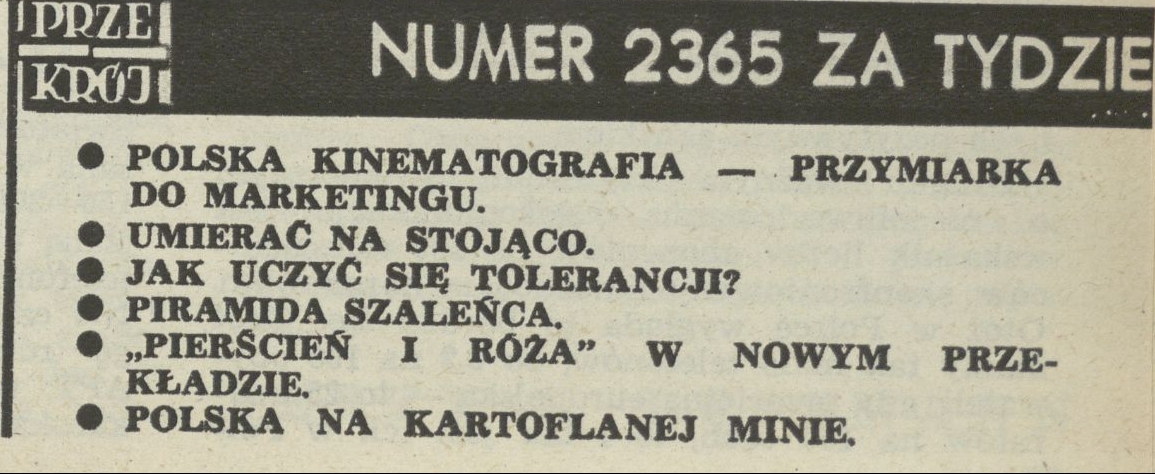 PRZE
KRÓJ
NUMER 2365 ZA TYDZIE
● POLSKA KINEMATOGRAFIA — PRZYMIARKA
DO MARKETINGU.
● UMIERAĆ NA STOJĄCO.
● JAK UCZYĆ SIĘ TOLERANCJI?
● PIRAMIDA SZALEŃCA.
● „PIERŚCIEŃ I RÓŻA” W NOWYM PRZE-
KŁADZIE.
● POLSKA NA KARTOFLANEJ MINIE.